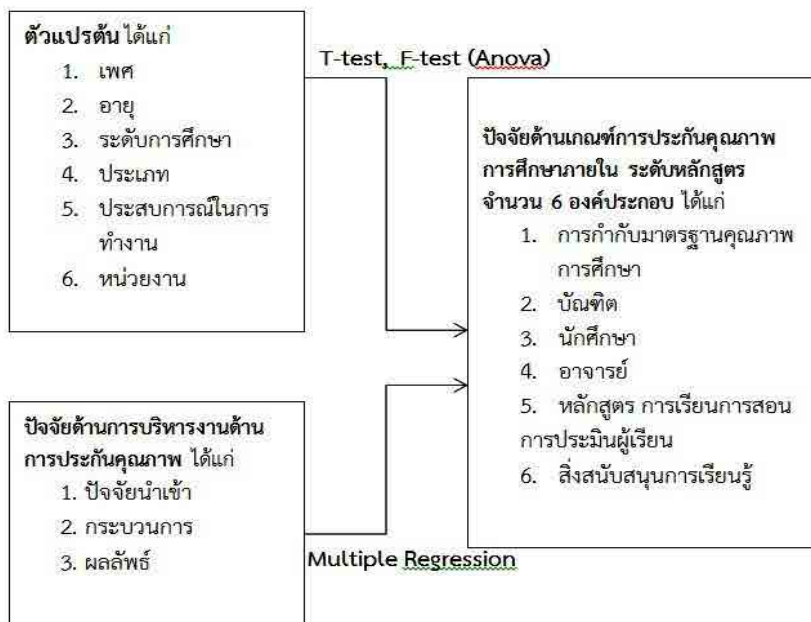 ตัวแปรต้น ได้แก่
1. เพศ
2. อายุ
3. ระดับการศึกษา
4. ประเภท
5. ประสบการณ์ในการ
ทำงาน
6. หน่วยงาน
T-test, F-test (Anova)
ปัจจัยด้านเกณฑ์การประกันคุณภาพ
การศึกษาภายใน ระดับหลักสูตร
จำนวน 6 องค์ประกอบ ได้แก่
1. การกำกับมาตรฐานคุณภาพ
การศึกษา
2. บัณฑิต
3. นักศึกษา
4. อาจารย์
5. หลักสูตร การเรียนการสอน
การประมินผู้เรียน
6. สิ่งสนับสนุนการเรียนรู้
ปัจจัยด้านการบริหารงานด้าน
การประกันคุณภาพ ได้แก่
1. ปัจจัยนำเข้า
2. กระบวนการ
3. ผลลัพธ์
Multiple Regression